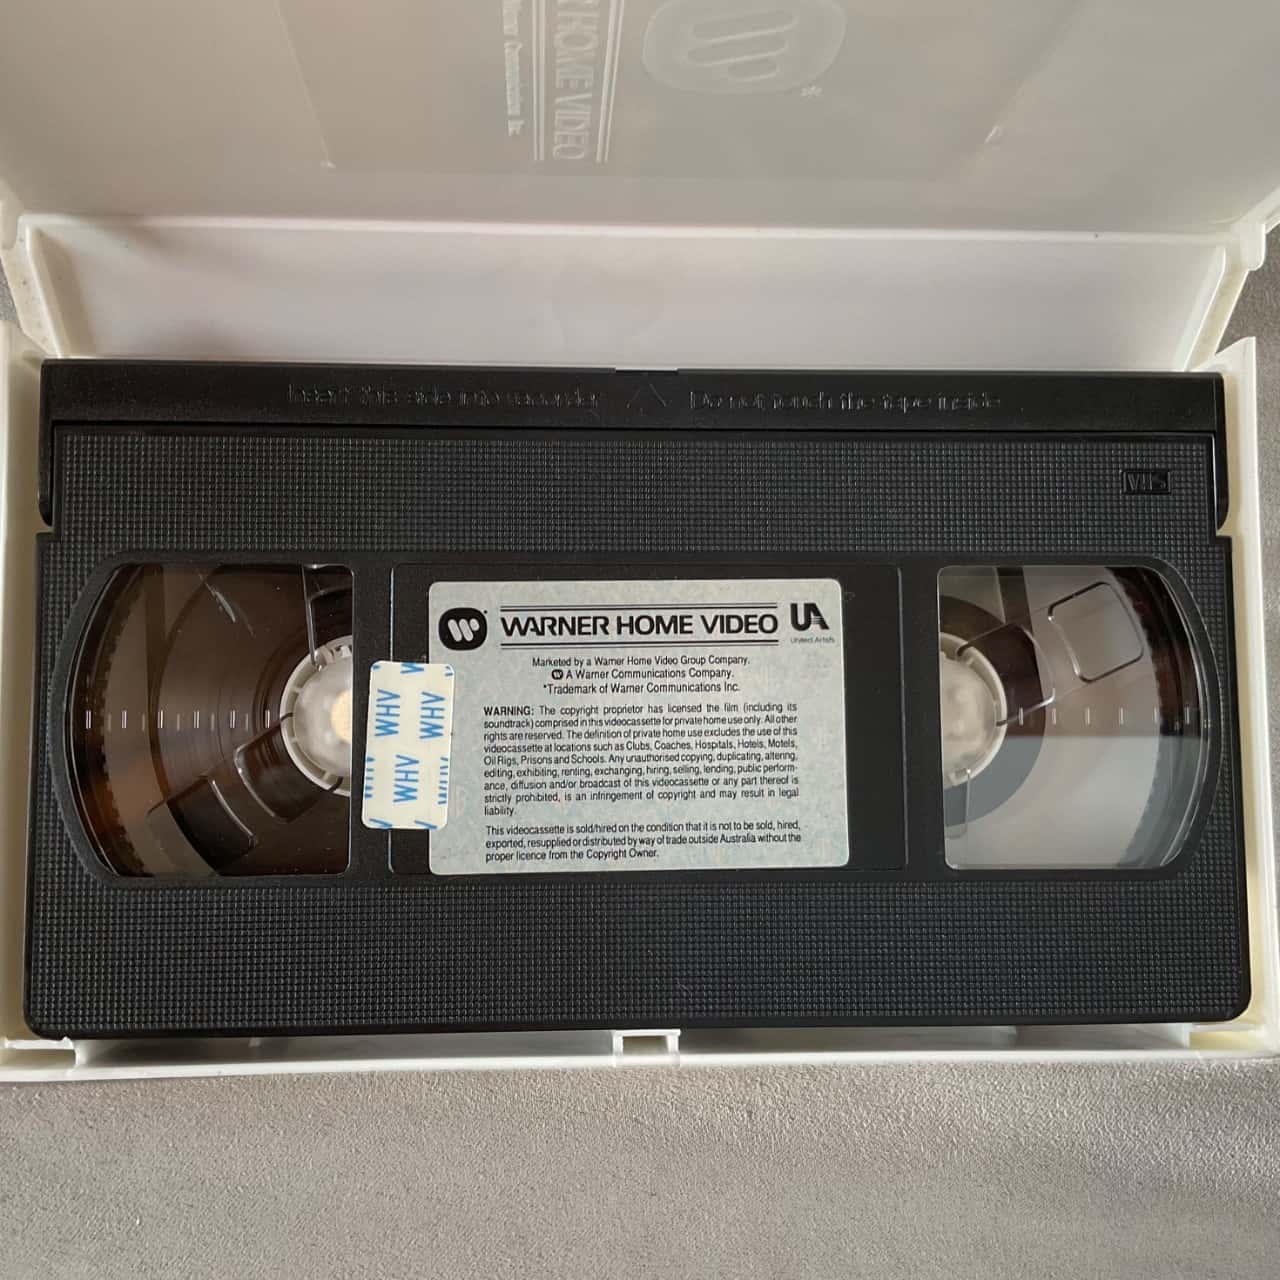 R HOME VIDEO
Warner Communications Inc
*
Insert this side into recorder
Do not touch the tape inside
VHS
WARNER HOME VIDEO
UA
United Artists
Marketed by a Warner Home Video Group Company.
A Warner Communications Company.
*Trademark of Warner Communications Inc.
WARNING: The copyright proprietor has licensed the film (including its
soundtrack) comprised in this videocassette for private home use only. All other
rights are reserved. The definition of private home use excludes the use of this
videocassette at locations such as Clubs, Coaches, Hospitals, Hotels, Motels,
Oil Rigs, Prisons and Schools. Any unauthorised copying, duplicating, altering,
editing, exhibiting, renting, exchanging, hiring, selling, lending, public perform-
ance, diffusion and/or broadcast of this videocassette or any part thereof is
strictly prohibited, is an infringement of copyright and may result in legal
liability.
This videocassette is sold/hired on the condition that it is not to be sold, hired,
exported, resupplied or distributed by way of trade outside Australia without the
proper licence from the Copyright Owner.
WHV
WHV
WHV
WHV